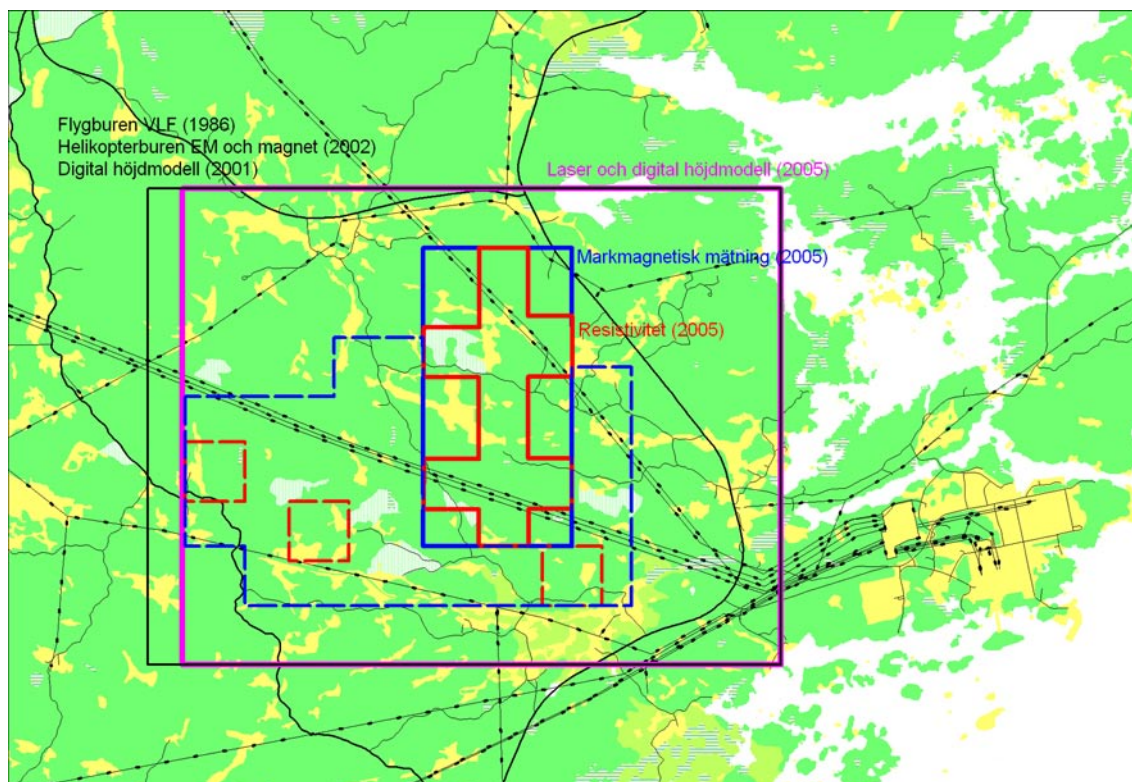 Flygburen VLF (1986)
Helikopterburen EM och magnet (2002)
Digital höjdmodell (2001)
Laser och digital höjdmodell (2005)
Markmagnetisk mätning (2005)
Resistivitet (2005)